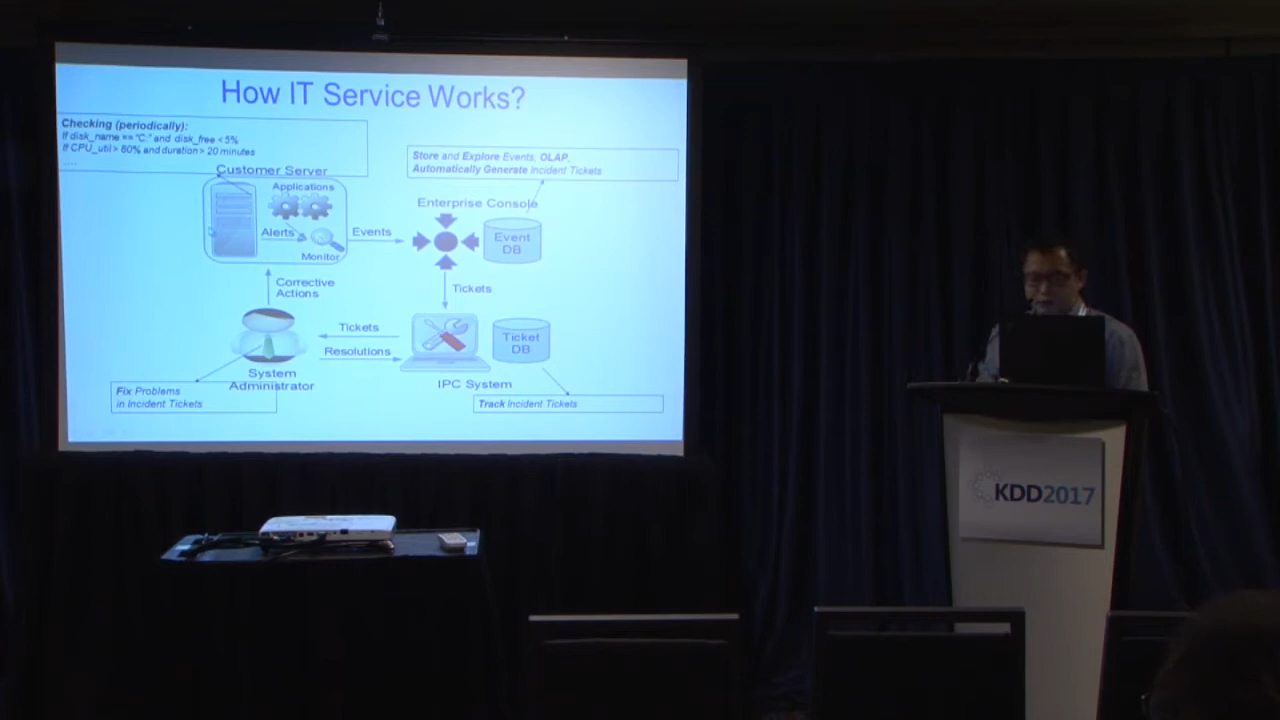 How IT Service Works?
Checking (periodically):
If disk_name == "C:" and disk_free < 5%
If CPU_util > 80% and duration > 20 minutes
....
Customer Server
Applications
Alerts
Monitor
Events
Store and Explore Events, OLAP,
Automatically Generate Incident Tickets
Enterprise Console
Event
DB
Corrective
Actions
Tickets
Tickets
Resolutions
Ticket
DB
System
Administrator
IPC System
Fix Problems
in Incident Tickets
Track Incident Tickets
KDD2017